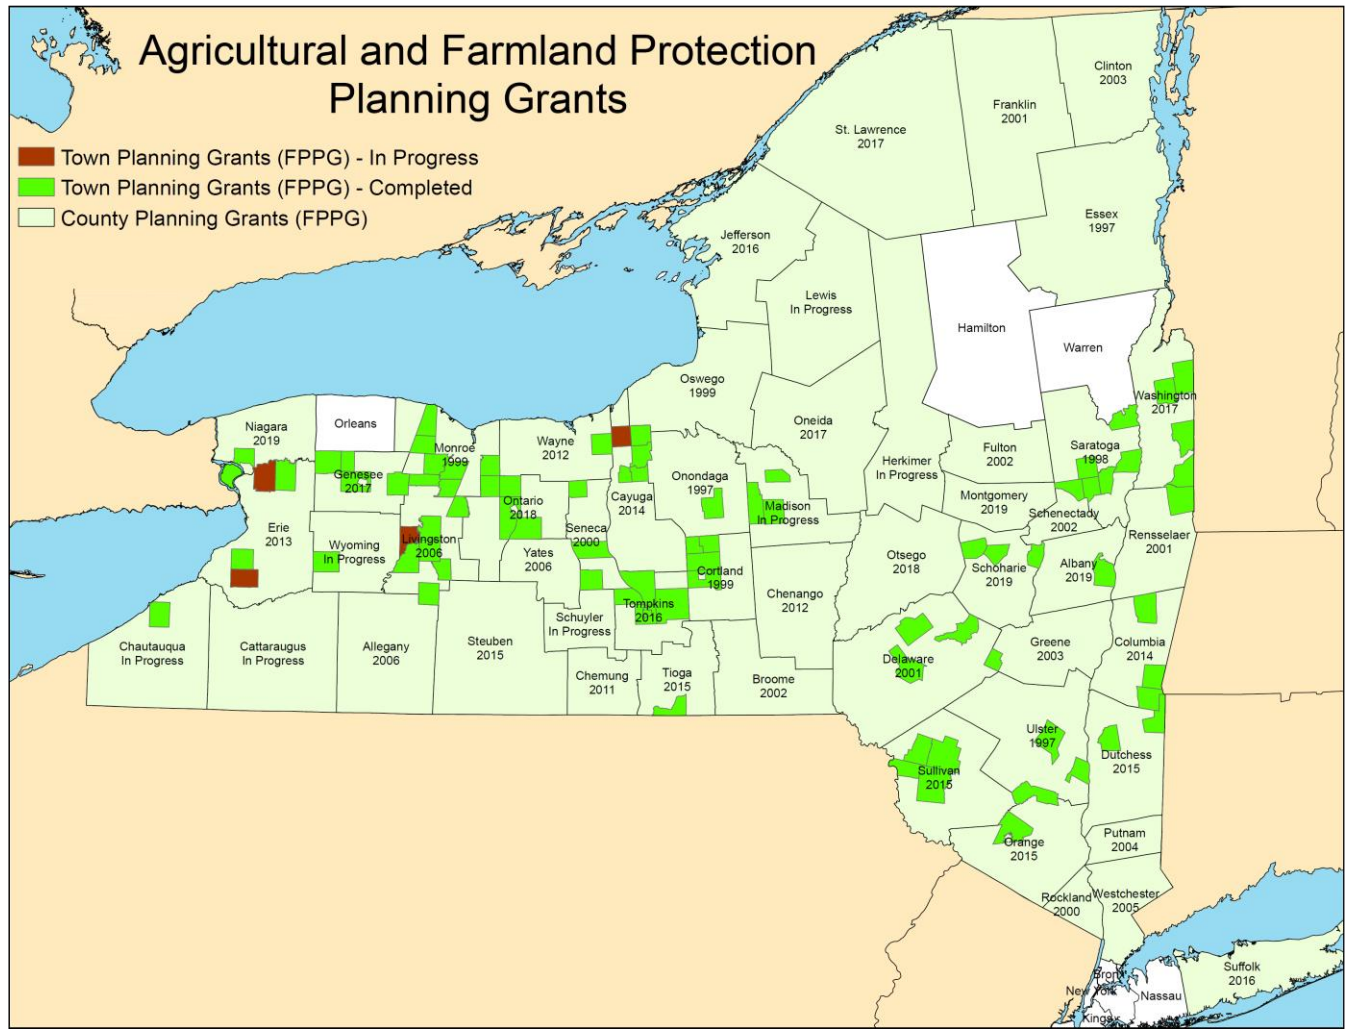 Agricultural and Farmland Protection
Planning Grants
Town Planning Grants (FPPG) - In Progress
Town Planning Grants (FPPG) - Completed
County Planning Grants (FPPG)
Clinton
2003
Franklin
2001
St. Lawrence
2017
Essex
1997
Jefferson
2016
Lewis
In Progress
Hamilton
Warren
Oswego
1999
Washington
2017
Niagara
2019
Orleans
Monroe
1999
Wayne
2012
Oneida
2017
Herkimer
In Progress
Fulton
2002
Saratoga
1998
Genesee
2017
Ontario
2018
Cayuga
2014
Onondaga
1997
Madison
In Progress
Montgomery
2019
Schenectady
2002
Rensselaer
2001
Erie
2013
Wyoming
In Progress
Livingston
2006
Yates
2006
Seneca
2000
Cortland
1999
Chenango
2012
Otsego
2018
Schoharie
2019
Albany
2019
Chautauqua
In Progress
Cattaraugus
In Progress
Allegany
2006
Steuben
2015
Schuyler
In Progress
Tompkins
2016
Chemung
2011
Tioga
2015
Broome
2002
Delaware
2001
Greene
2003
Columbia
2014
Sullivan
2015
Ulster
1997
Dutchess
2015
Orange
2015
Putnam
2004
Rockland
2000
Westchester
2005
Bronx
New York
Nassau
Kings
Suffolk
2016